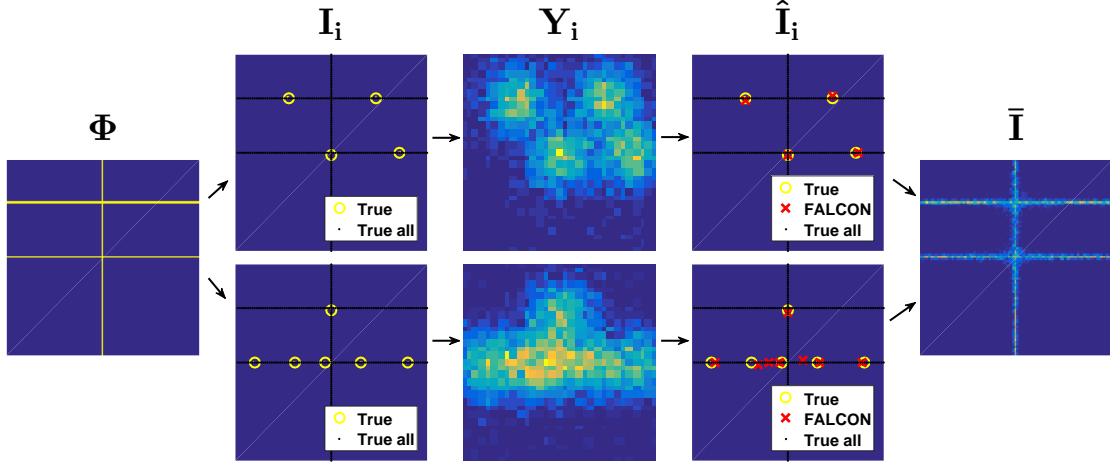 I_i
Y_i
Î_i
Φ
Ī
True
True all
True
FALCON
True all
True
True all
True
FALCON
True all